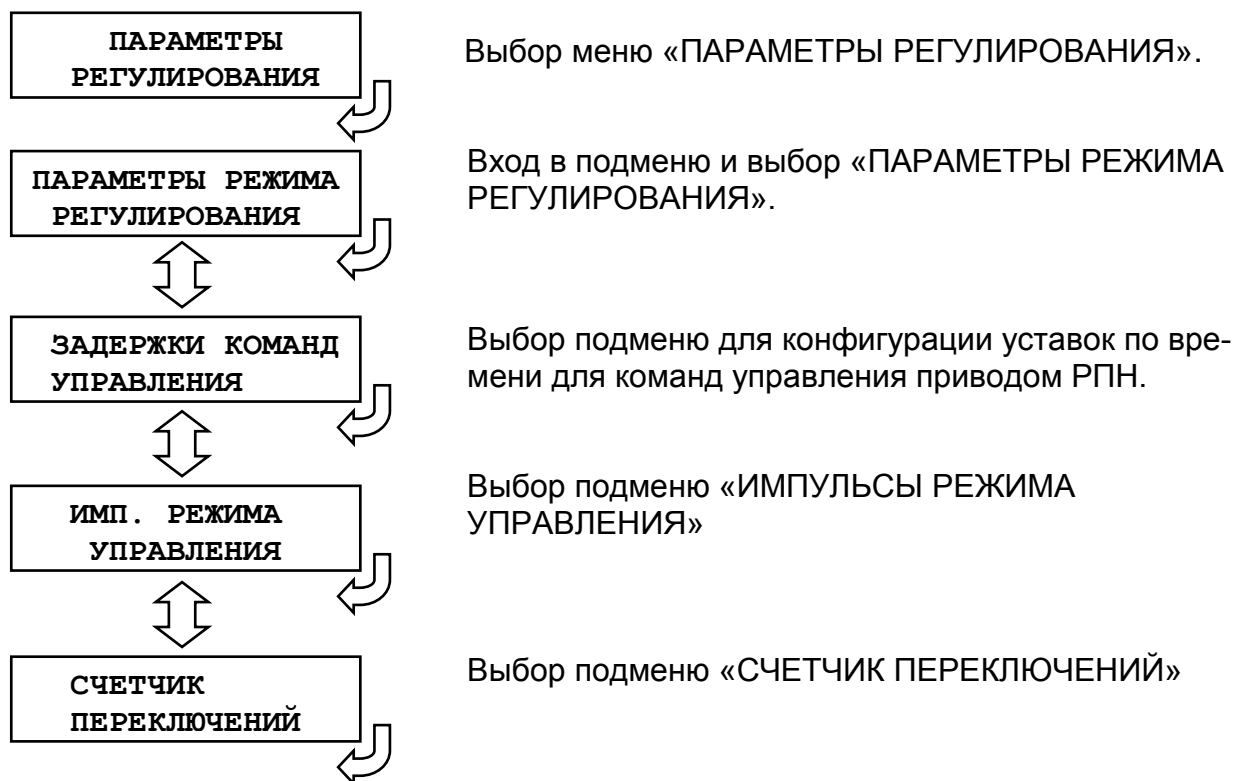 ПАРАМЕТРЫ
РЕГУЛИРОВАНИЯ
Выбор меню «ПАРАМЕТРЫ РЕГУЛИРОВАНИЯ».
ПАРАМЕТРЫ РЕЖИМА
РЕГУЛИРОВАНИЯ
Вход в подменю и выбор «ПАРАМЕТРЫ РЕЖИМА
РЕГУЛИРОВАНИЯ».
ЗАДЕРЖКИ КОМАНД
УПРАВЛЕНИЯ
Выбор подменю для конфигурации уставок по вре-
мени для команд управления приводом РПН.
ИМП. РЕЖИМА
УПРАВЛЕНИЯ
Выбор подменю «ИМПУЛЬСЫ РЕЖИМА
УПРАВЛЕНИЯ»
СЧЕТЧИК
ПЕРЕКЛЮЧЕНИЙ
Выбор подменю «СЧЕТЧИК ПЕРЕКЛЮЧЕНИЙ»